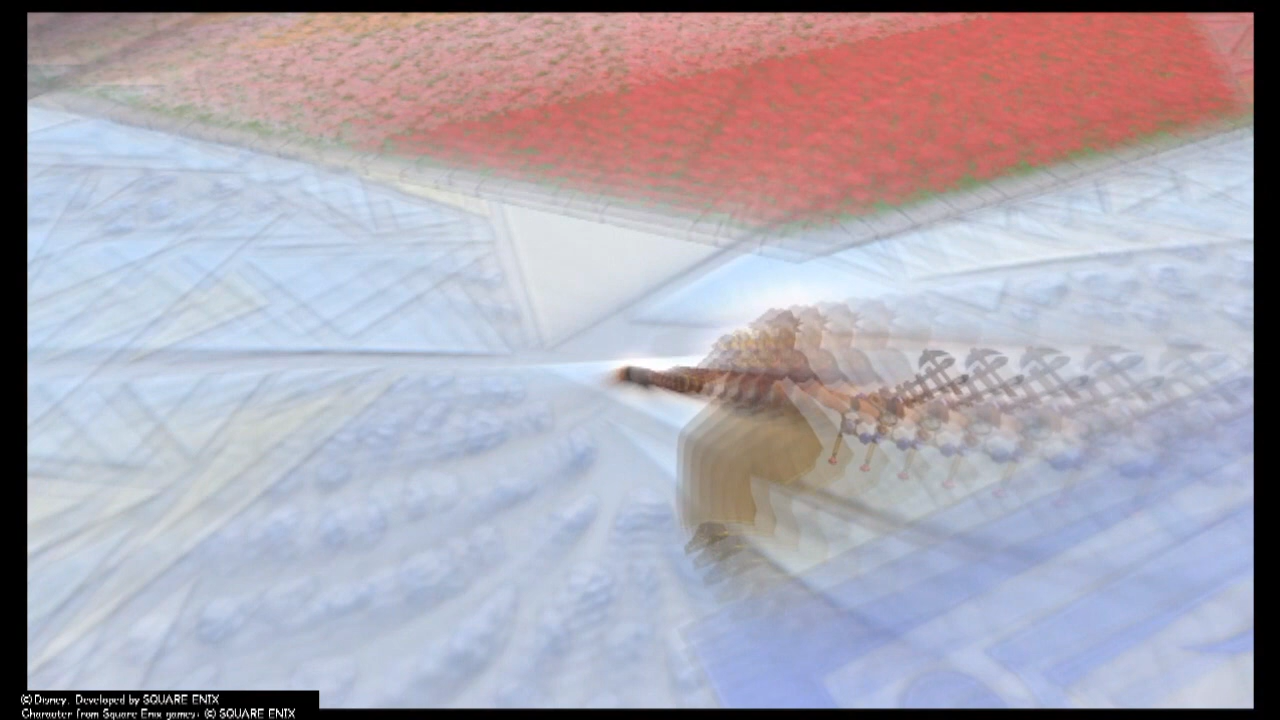 © Disney. Developed by SQUARE ENIX
Character from Square Enix games: © SQUARE ENIX